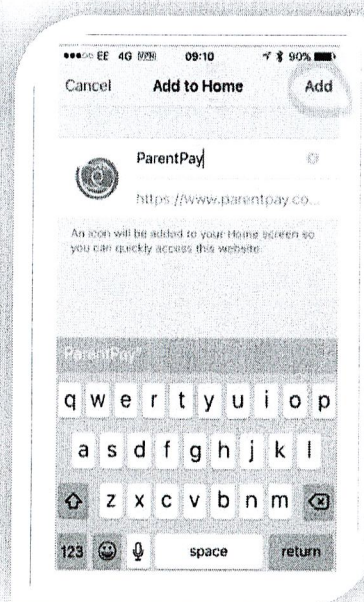 EE 4G VPN 09:10 90%
Cancel Add to Home Add
ParentPay
https://www.parentpay.co...
An icon will be added to your Home screen so
you can quickly access this website.
ParentPay
q w e r t y u i o p
a s d f g h j k l
z x c v b n m
123 space return